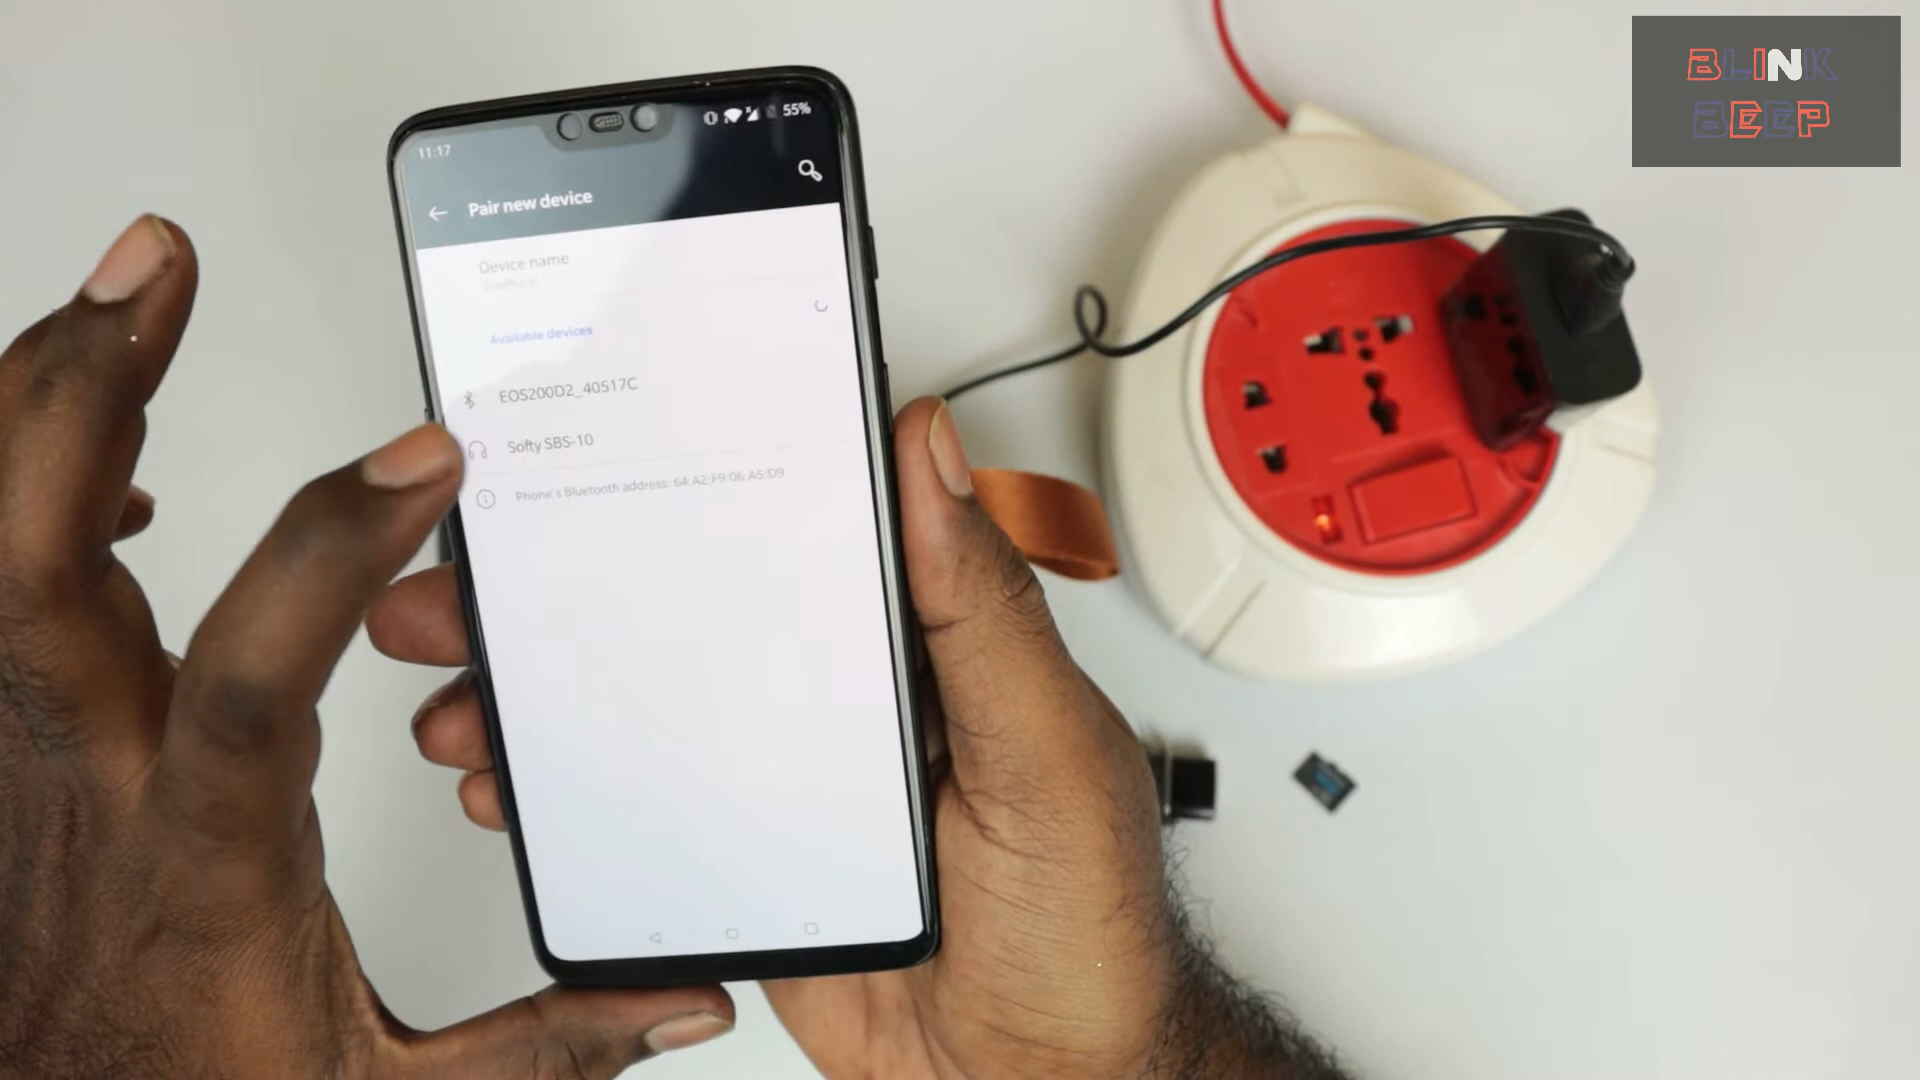 BLINK
BEEP
11:17
55%
Pair new device
Device name
Available devices
EOS200D2_40517C
Softy SBS-10
Phone's Bluetooth address: 64:A2:F9:06:A5:D9